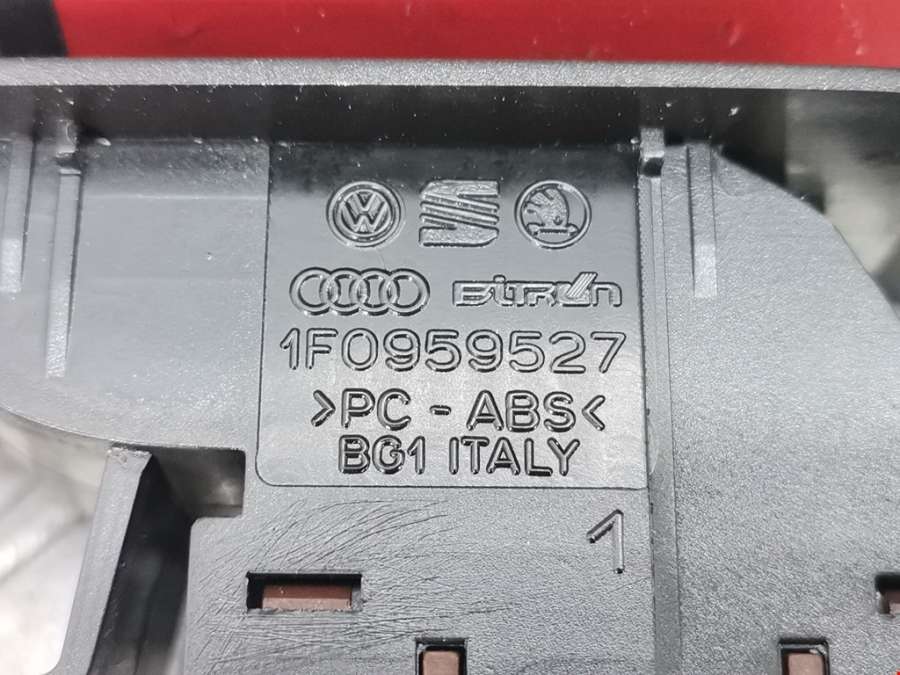 BiTRON
1F0959527
>PC - ABS<
BG1 ITALY
1